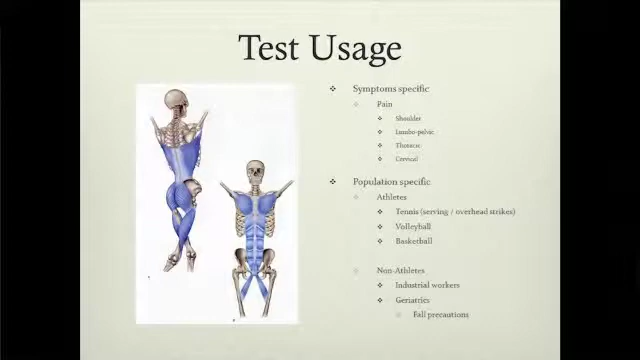 Test Usage
Symptoms specific
Pain
Shoulder
Lumbo-pelvic
Thoracic
Cervical
Population specific
Athletes
Tennis (serving / overhead strikes)
Volleyball
Basketball
Non-Athletes
Industrial workers
Geriatrics
Fall precautions